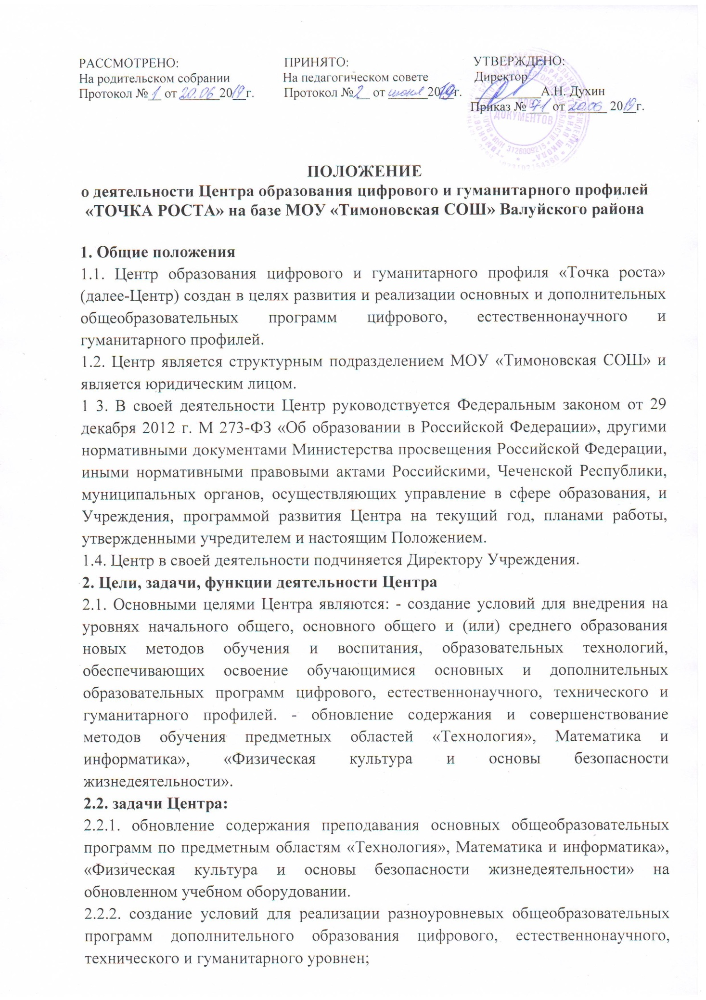 РАССМОТРЕНО: ПРИНЯТО: УТВЕРЖДЕНО:
На родительском собрании На педагогическом совете Директор
Протокол № 1 от 20.06 2019 г. Протокол № 2 от июня 2019 г. А.Н. Духин
Приказ № 71 от 20.06 2019 г.
ДОКУМЕНТОВ
ИНН 3126009215
ПОЛОЖЕНИЕ
о деятельности Центра образования цифрового и гуманитарного профилей
«ТОЧКА РОСТА» на базе МОУ «Тимоновская СОШ» Валуйского района
1. Общие положения
1.1. Центр образования цифрового и гуманитарного профиля «Точка роста»
(далее-Центр) создан в целях развития и реализации основных и дополнительных
общеобразовательных программ цифрового, естественнонаучного и
гуманитарного профилей.
1.2. Центр является структурным подразделением МОУ «Тимоновская СОШ» и
является юридическим лицом.
1 3. В своей деятельности Центр руководствуется Федеральным законом от 29
декабря 2012 г. М 273-ФЗ «Об образовании в Российской Федерации», другими
нормативными документами Министерства просвещения Российской Федерации,
иными нормативными правовыми актами Российскими, Чеченской Республики,
муниципальных органов, осуществляющих управление в сфере образования, и
Учреждения, программой развития Центра на текущий год, планами работы,
утвержденными учредителем и настоящим Положением.
1.4. Центр в своей деятельности подчиняется Директору Учреждения.
2. Цели, задачи, функции деятельности Центра
2.1. Основными целями Центра являются: - создание условий для внедрения на
уровнях начального общего, основного общего и (или) среднего образования
новых методов обучения и воспитания, образовательных технологий,
обеспечивающих освоение обучающимися основных и дополнительных
образовательных программ цифрового, естественнонаучного, технического и
гуманитарного профилей. - обновление содержания и совершенствование
методов обучения предметных областей «Технология», Математика и
информатика», «Физическая культура и основы безопасности
жизнедеятельности».
2.2. задачи Центра:
2.2.1. обновление содержания преподавания основных общеобразовательных
программ по предметным областям «Технология», Математика и информатика»,
«Физическая культура и основы безопасности жизнедеятельности» на
обновленном учебном оборудовании.
2.2.2. создание условий для реализации разноуровневых общеобразовательных
программ дополнительного образования цифрового, естественнонаучного,
технического и гуманитарного уровнен;